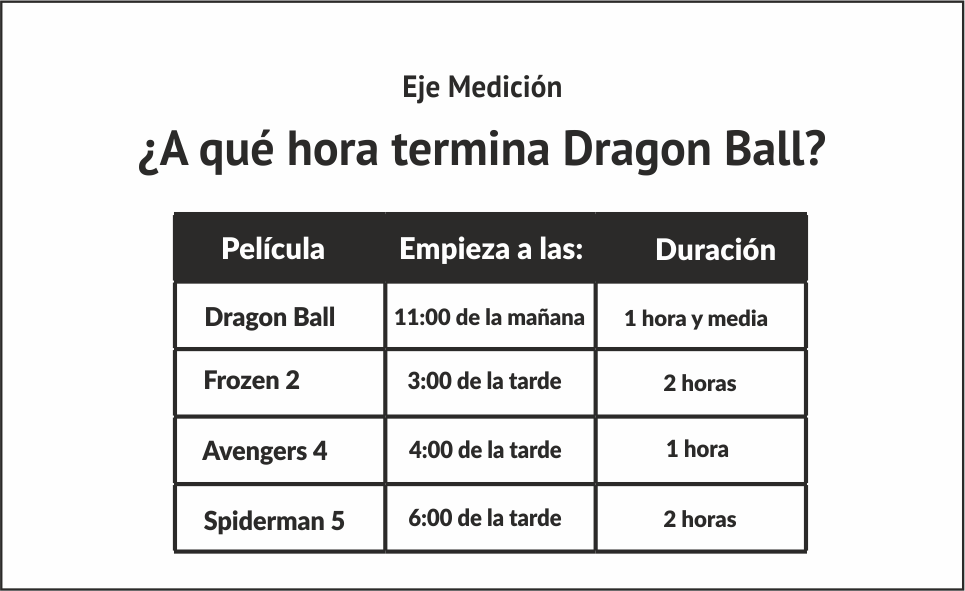 Eje Medición
¿A qué hora termina Dragon Ball?
Película Empieza a las: Duración
Dragon Ball 11:00 de la mañana 1 hora y media
Frozen 2 3:00 de la tarde 2 horas
Avengers 4 4:00 de la tarde 1 hora
Spiderman 5 6:00 de la tarde 2 horas